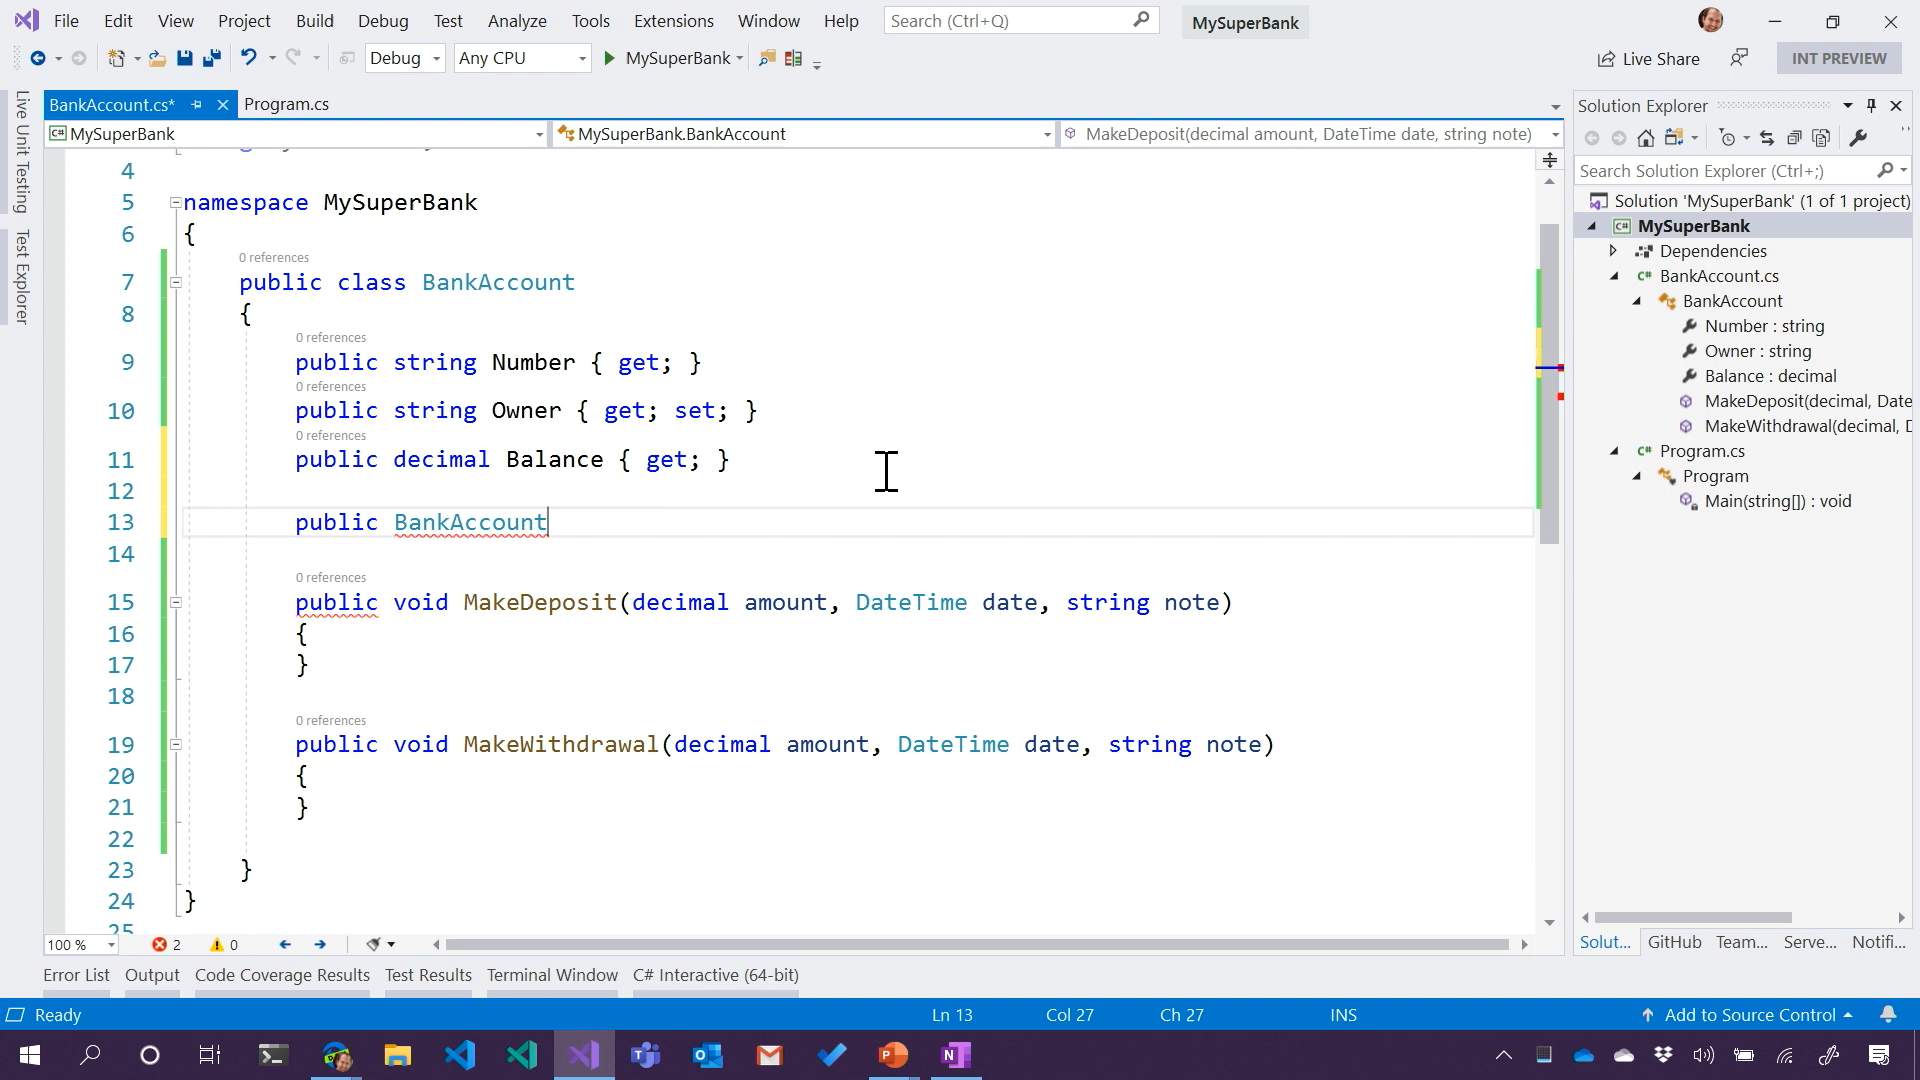 File Edit View Project Build Debug Test Analyze Tools Extensions Window Help Search (Ctrl+Q) MySuperBank
Debug Any CPU MySuperBank Live Share INT PREVIEW
BankAccount.cs* Program.cs
MySuperBank MySuperBank.BankAccount MakeDeposit(decimal amount, DateTime date, string note)
Live Unit Testing
Test Explorer
4
5 namespace MySuperBank
6 {
0 references
7 public class BankAccount
8 {
0 references
9 public string Number { get; }
0 references
10 public string Owner { get; set; }
0 references
11 public decimal Balance { get; }
12
13 public BankAccount
14
0 references
15 public void MakeDeposit(decimal amount, DateTime date, string note)
16 {
17 }
18
0 references
19 public void MakeWithdrawal(decimal amount, DateTime date, string note)
20 {
21 }
22
23 }
24 }
25
100 % 2 0
Solution Explorer
Search Solution Explorer (Ctrl+;)
Solution 'MySuperBank' (1 of 1 project)
C# MySuperBank
Dependencies
C# BankAccount.cs
BankAccount
Number : string
Owner : string
Balance : decimal
MakeDeposit(decimal, Date
MakeWithdrawal(decimal, D
C# Program.cs
Program
Main(string[]) : void
Solut... GitHub Team... Serve... Notifi...
Error List Output Code Coverage Results Test Results Terminal Window C# Interactive (64-bit)
Ready Ln 13 Col 27 Ch 27 INS Add to Source Control